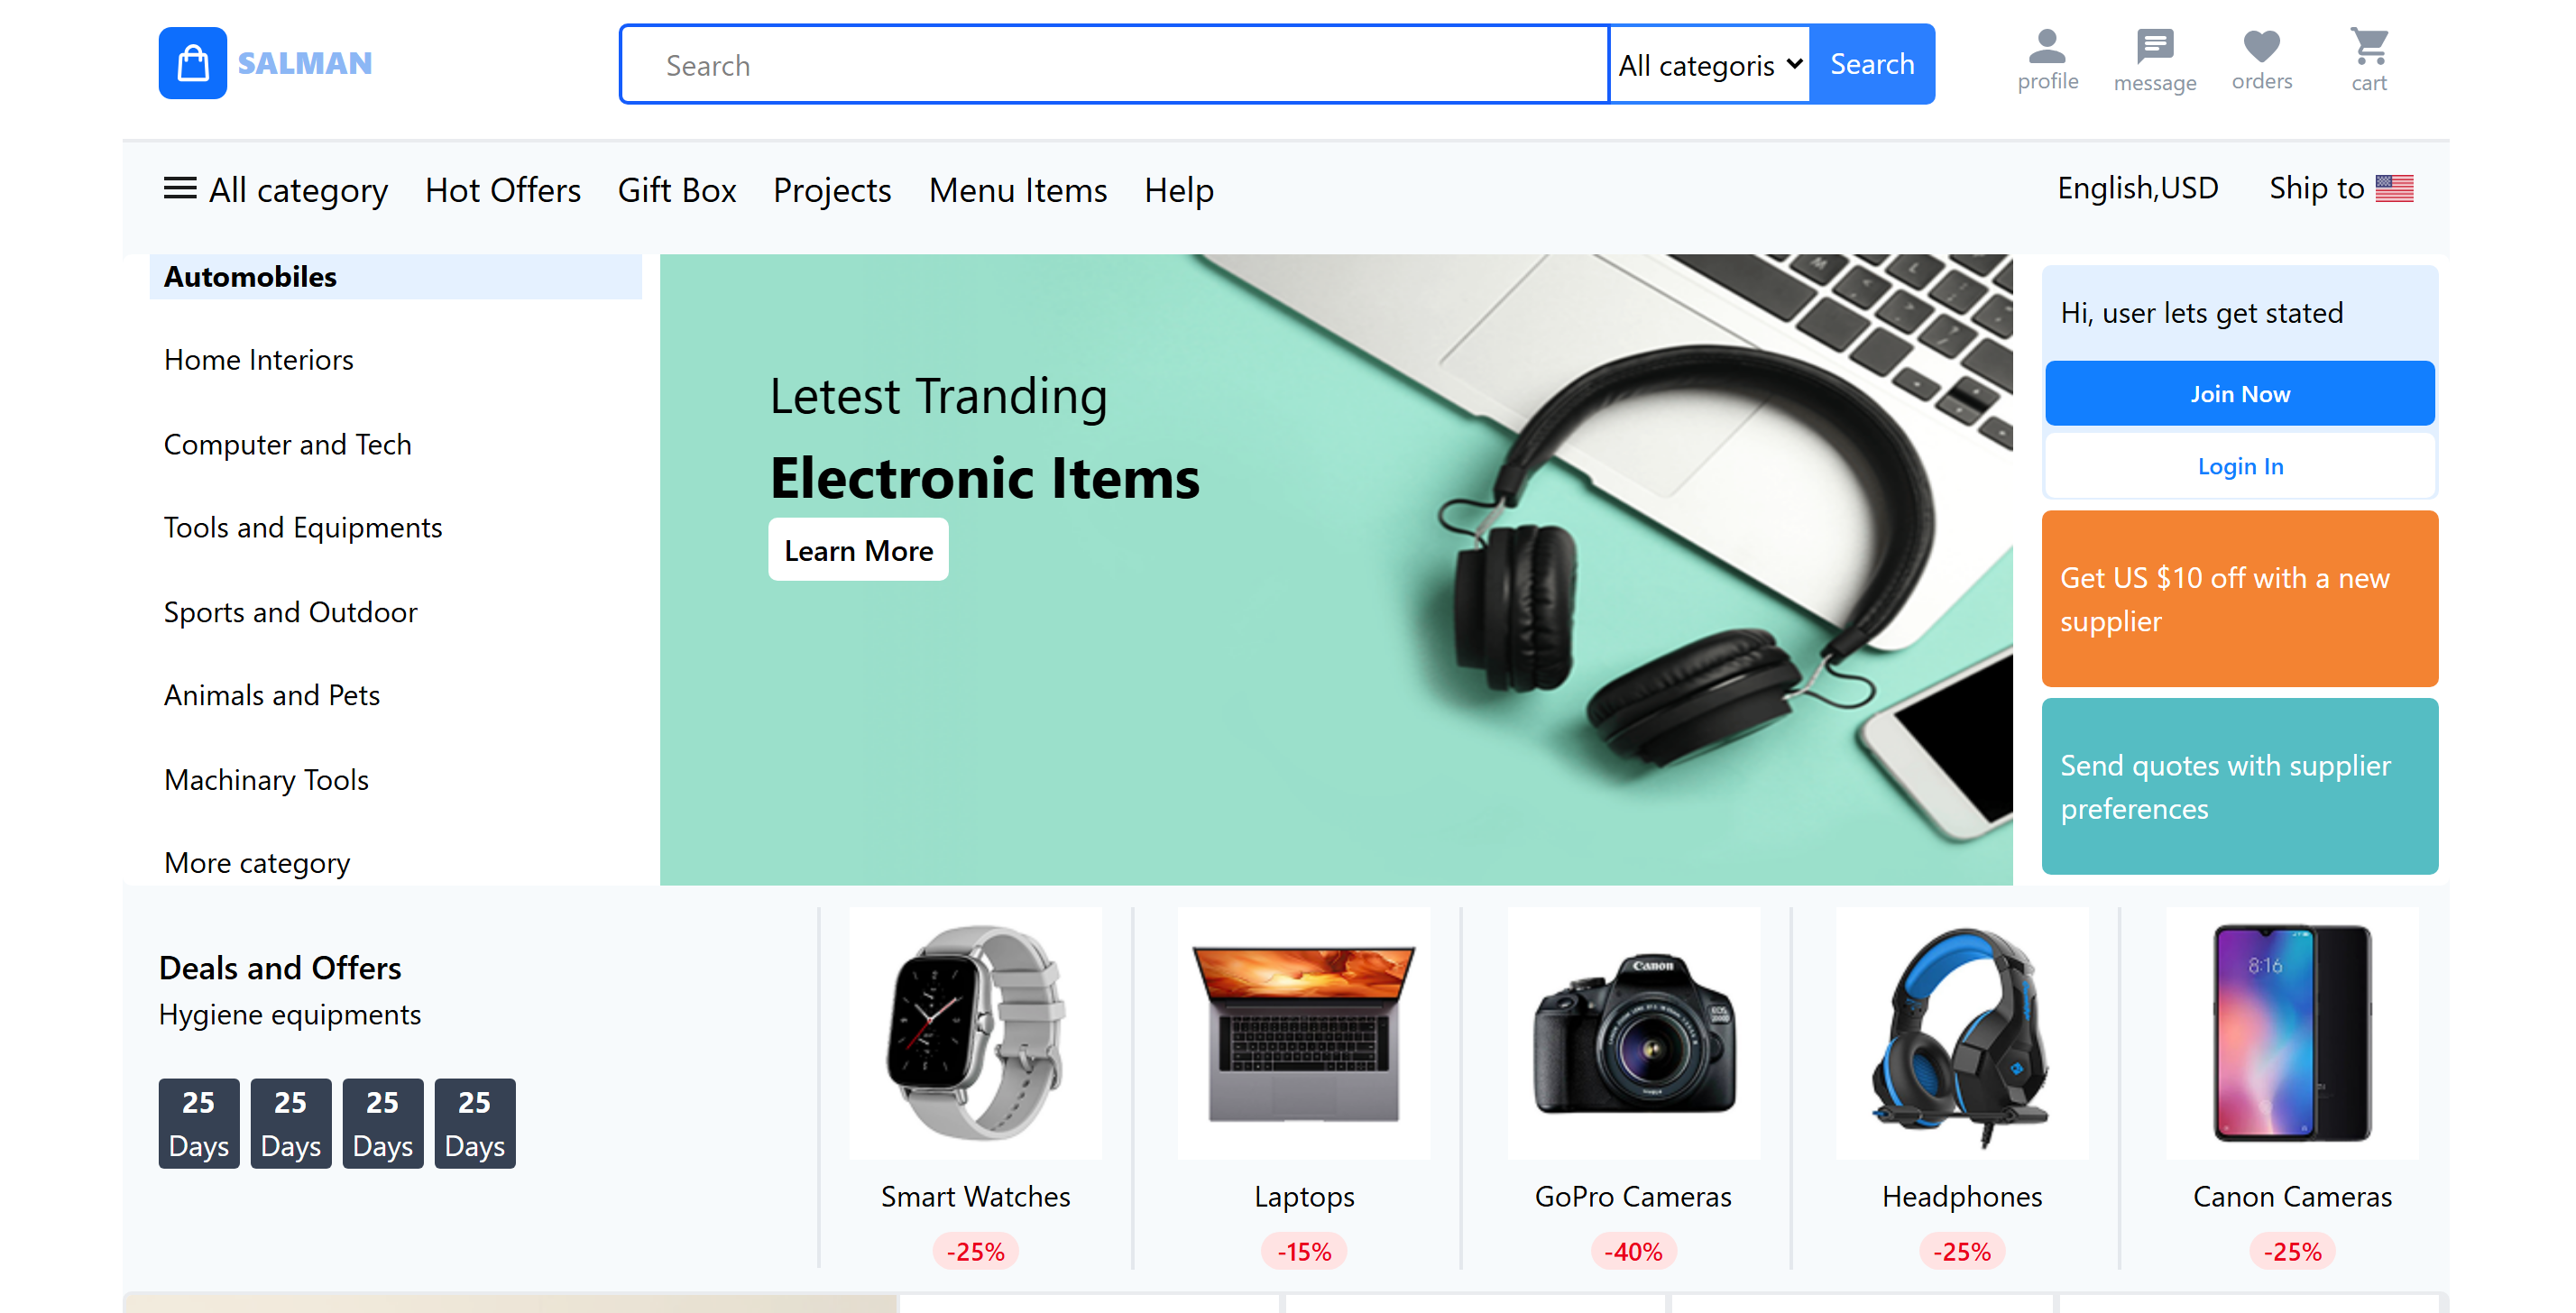 SALMAN
Search
All categoris
Search
profile
message
orders
cart
All category
Hot Offers
Gift Box
Projects
Menu Items
Help
English,USD
Ship to
Automobiles
Home Interiors
Computer and Tech
Tools and Equipments
Sports and Outdoor
Animals and Pets
Machinary Tools
More category
Letest Tranding
Electronic Items
Learn More
Hi, user lets get stated
Join Now
Login In
Get US $10 off with a new
supplier
Send quotes with supplier
preferences
Deals and Offers
Hygiene equipments
25
Days
25
Days
25
Days
25
Days
Smart Watches
-25%
Canon
Laptops
-15%
GoPro Cameras
-40%
Headphones
-25%
8:16
Canon Cameras
-25%